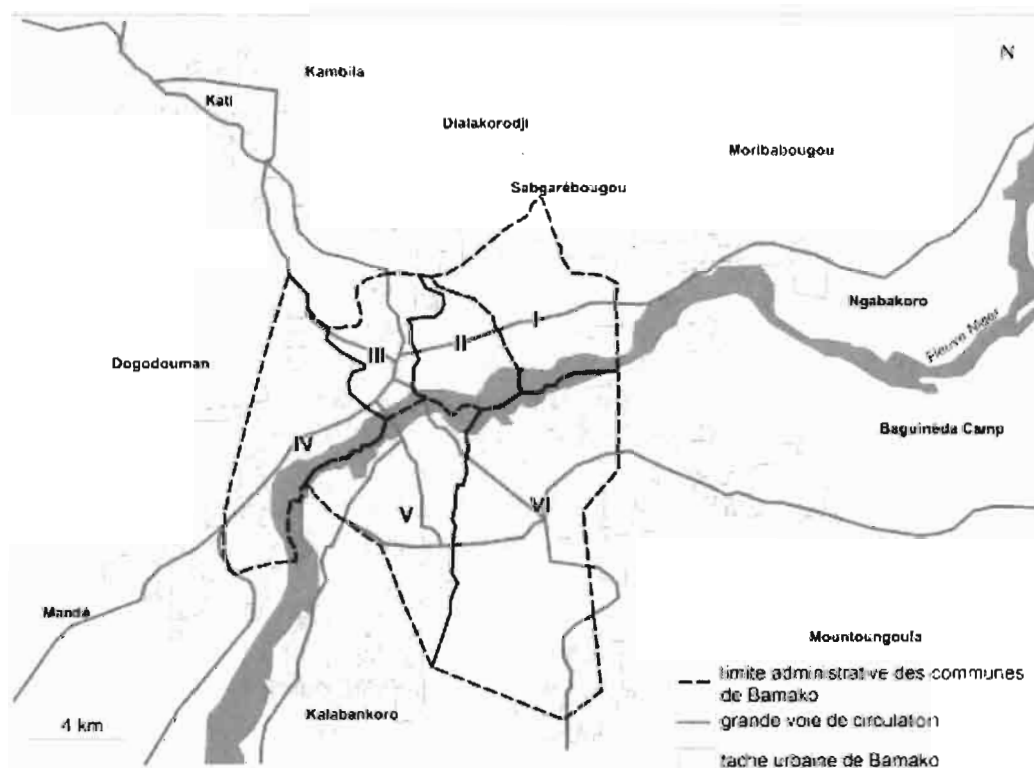 N
Kambila
Kati
Dialakorodji
Moribabougou
Sabgarébougou
Ngabakoro
Fleuve Niger
I
II
III
Dogodouman
Baguineda Camp
IV
V
VI
Mandé
Mountoungoula
Kalabankoro
4 km
limite administrative des communes
de Bamako
grande voie de circulation
tache urbaine de Bamako